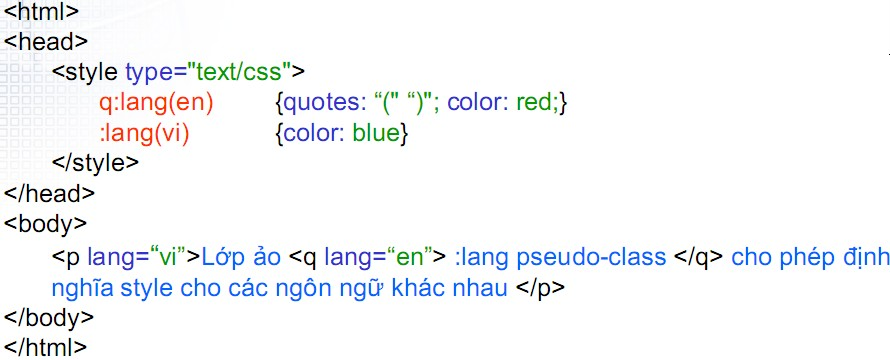 <html>
<head>
<style type="text/css">
q:lang(en) {quotes: “(" “)"; color: red;}
:lang(vi) {color: blue}
</style>
</head>
<body>
<p lang=“vi”>Lớp ảo <q lang=“en”> :lang pseudo-class </q> cho phép định
nghĩa style cho các ngôn ngữ khác nhau </p>
</body>
</html>